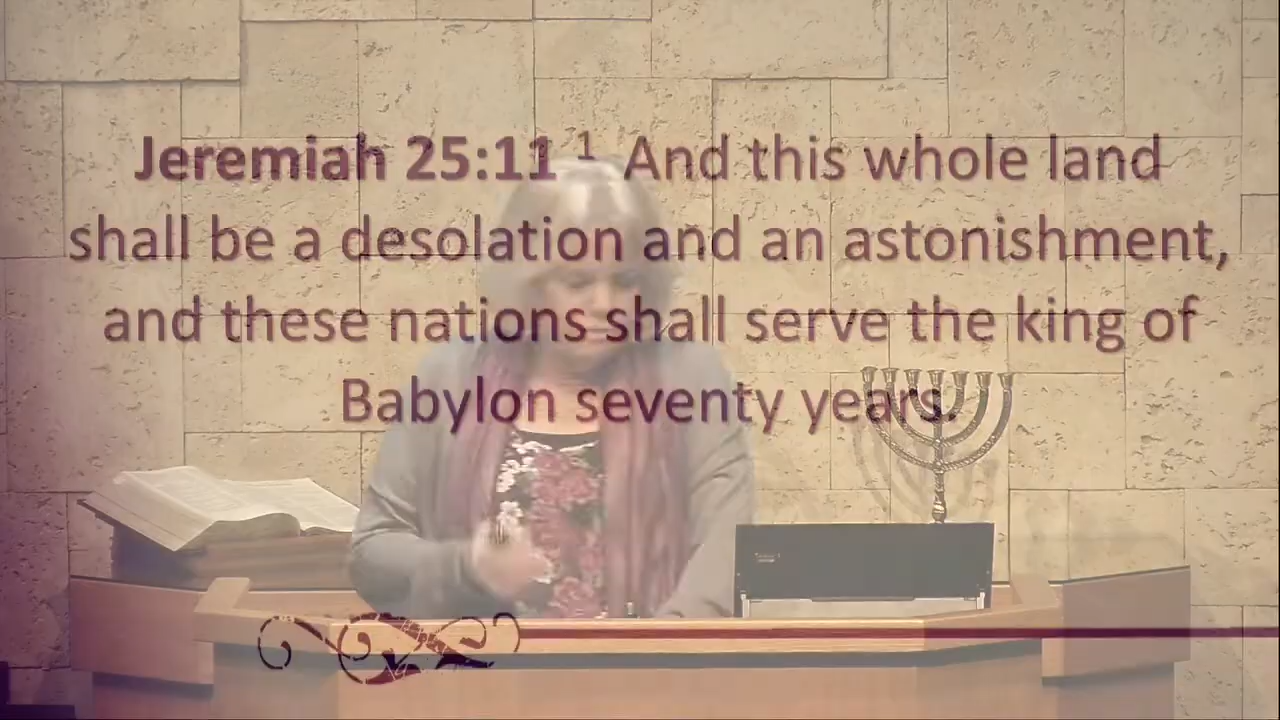 Jeremiah 25:11 1 And this whole land
shall be a desolation and an astonishment,
and these nations shall serve the king of
Babylon seventy years.